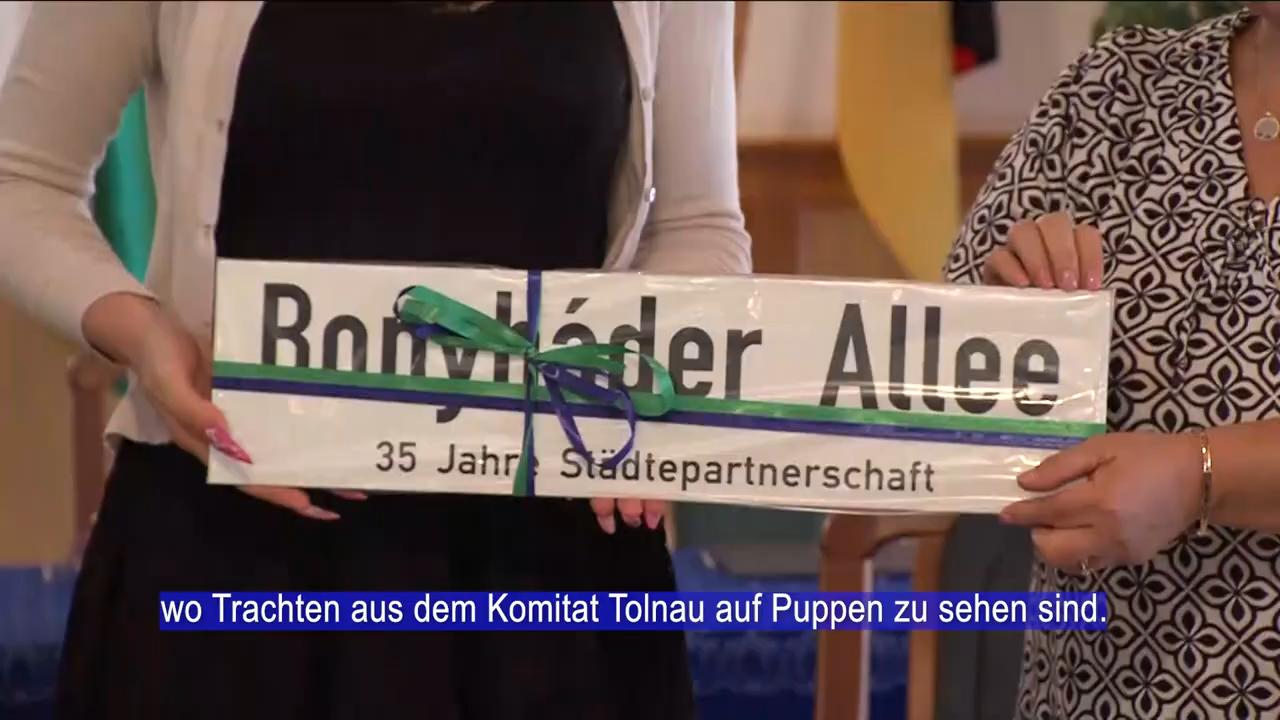 Bonyháder Allee
35 Jahre Städtepartnerschaft
wo Trachten aus dem Komitat Tolnau auf Puppen zu sehen sind.